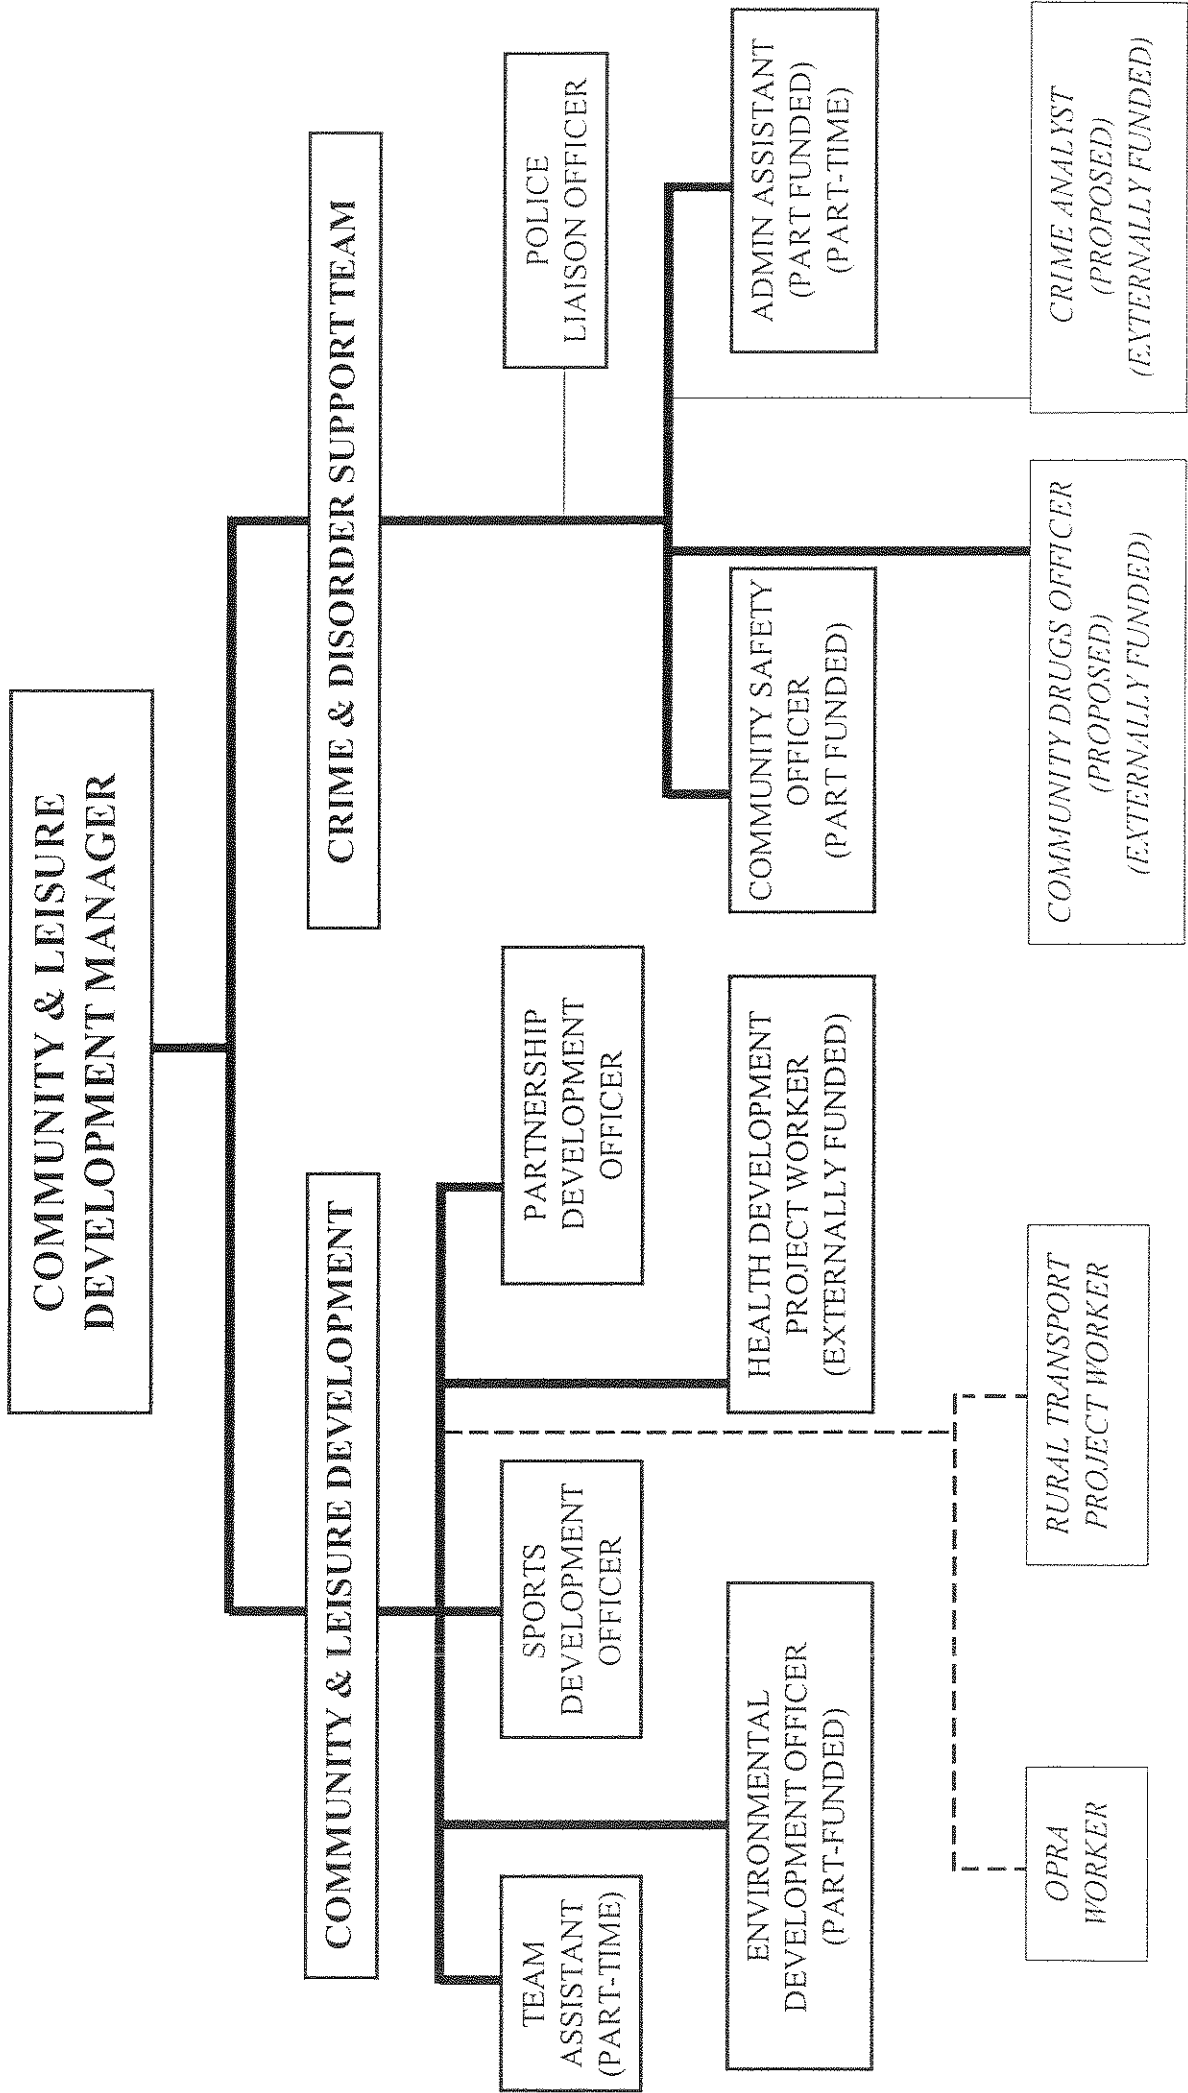 COMMUNITY & LEISURE
DEVELOPMENT MANAGER
COMMUNITY & LEISURE DEVELOPMENT
CRIME & DISORDER SUPPORT TEAM
TEAM
ASSISTANT
(PART-TIME)
SPORTS
DEVELOPMENT
OFFICER
PARTNERSHIP
DEVELOPMENT
OFFICER
POLICE
LIAISON OFFICER
ENVIRONMENTAL
DEVELOPMENT OFFICER
(PART-FUNDED)
HEALTH DEVELOPMENT
PROJECT WORKER
(EXTERNALLY FUNDED)
COMMUNITY SAFETY
OFFICER
(PART FUNDED)
ADMIN ASSISTANT
(PART FUNDED)
(PART-TIME)
OPRA
WORKER
RURAL TRANSPORT
PROJECT WORKER
COMMUNITY DRUGS OFFICER
(PROPOSED)
(EXTERNALLY FUNDED)
CRIME ANALYST
(PROPOSED)
(EXTERNALLY FUNDED)